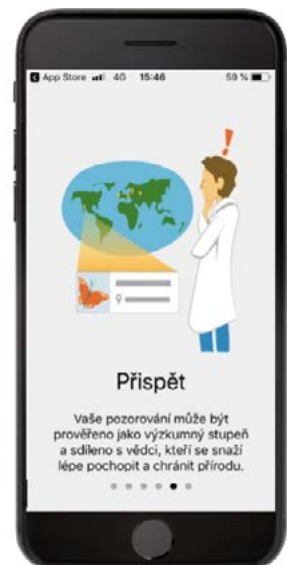 App Store 4G 15:46 59 %
Přispět
Vaše pozorování může být
prověřeno jako výzkumný stupeň
a sdíleno s vědci, kteří se snaží
lépe pochopit a chránit přírodu.